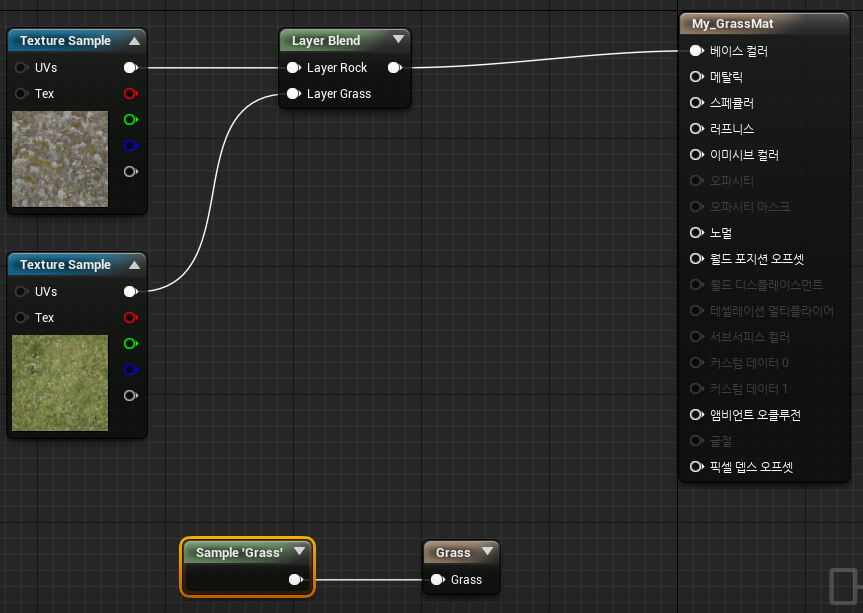 Texture Sample
UVs
Tex
Layer Blend
Layer Rock
Layer Grass
My_GrassMat
베이스 컬러
메탈릭
스페큘러
러프니스
이미시브 컬러
오파시티
오파시티 마스크
노멀
월드 포지션 오프셋
월드 디스플레이스먼트
테셀레이션 멀티플라이어
서브서피스 컬러
커스텀 데이터 0
커스텀 데이터 1
앰비언트 오클루전
굴절
픽셀 뎁스 오프셋
Texture Sample
UVs
Tex
Sample 'Grass'
Grass
Grass